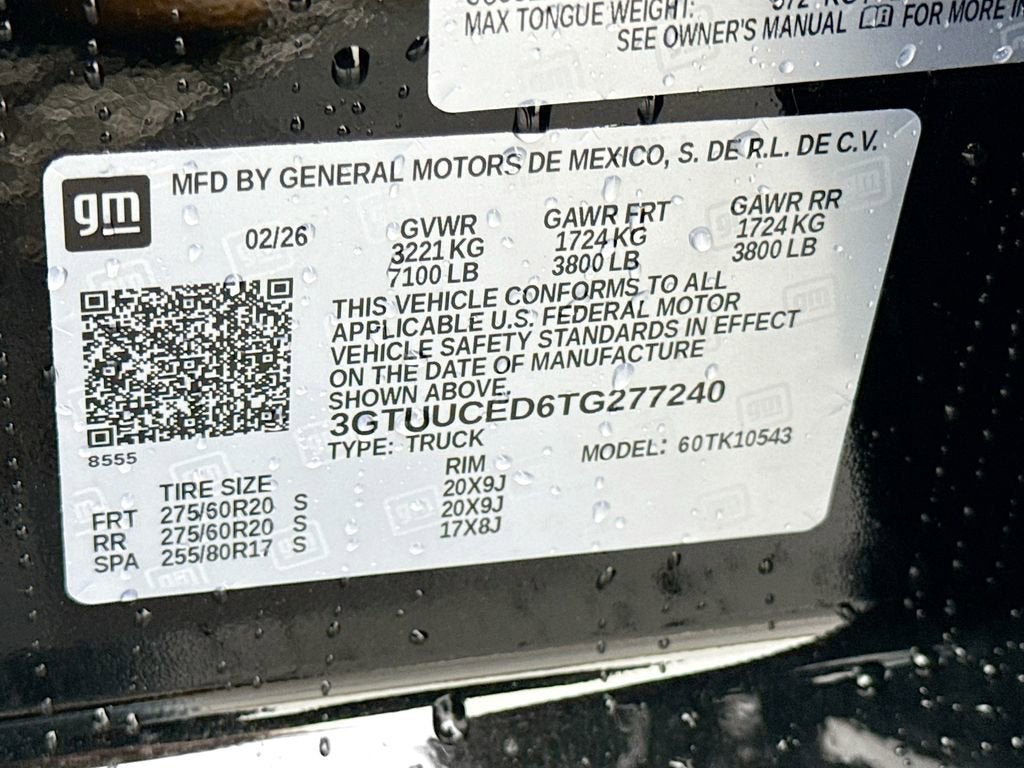 MAX TONGUE WEIGHT:
SEE OWNER'S MANUAL FOR MORE
gm
MFD BY GENERAL MOTORS DE MEXICO, S. DE R.L. DE C.V.
02/26 GVWR GAWR FRT GAWR RR
3221 KG 1724 KG 1724 KG
7100 LB 3800 LB 3800 LB
THIS VEHICLE CONFORMS TO ALL
APPLICABLE U.S. FEDERAL MOTOR
VEHICLE SAFETY STANDARDS IN EFFECT
ON THE DATE OF MANUFACTURE
SHOWN ABOVE.
3GTUUCED6TG277240
8555
TYPE: TRUCK MODEL: 60TK10543
TIRE SIZE RIM
FRT 275/60R20 S 20X9J
RR 275/60R20 S 20X9J
SPA 255/80R17 S 17X8J